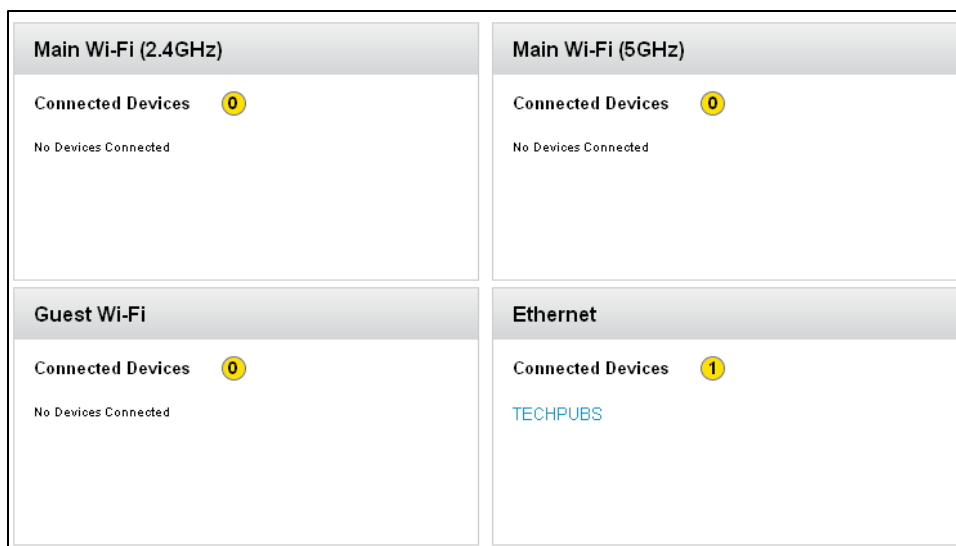 Main Wi-Fi (2.4GHz)
Connected Devices 0
No Devices Connected
Main Wi-Fi (5GHz)
Connected Devices 0
No Devices Connected
Guest Wi-Fi
Connected Devices 0
No Devices Connected
Ethernet
Connected Devices 1
TECHPUBS